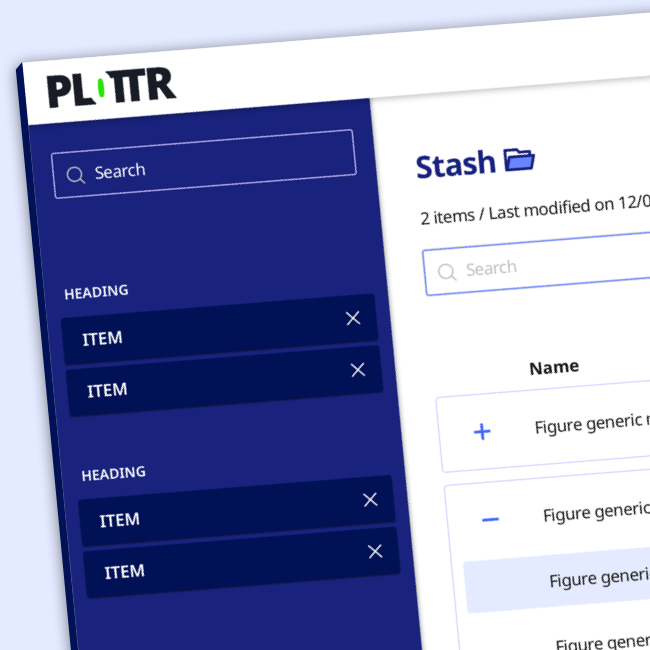 PLOTTR
Search
HEADING
ITEM
ITEM
HEADING
ITEM
ITEM
Stash
2 items / Last modified on 12/0
Search
Name
Figure generic
Figure generic
Figure generi
Figure gener